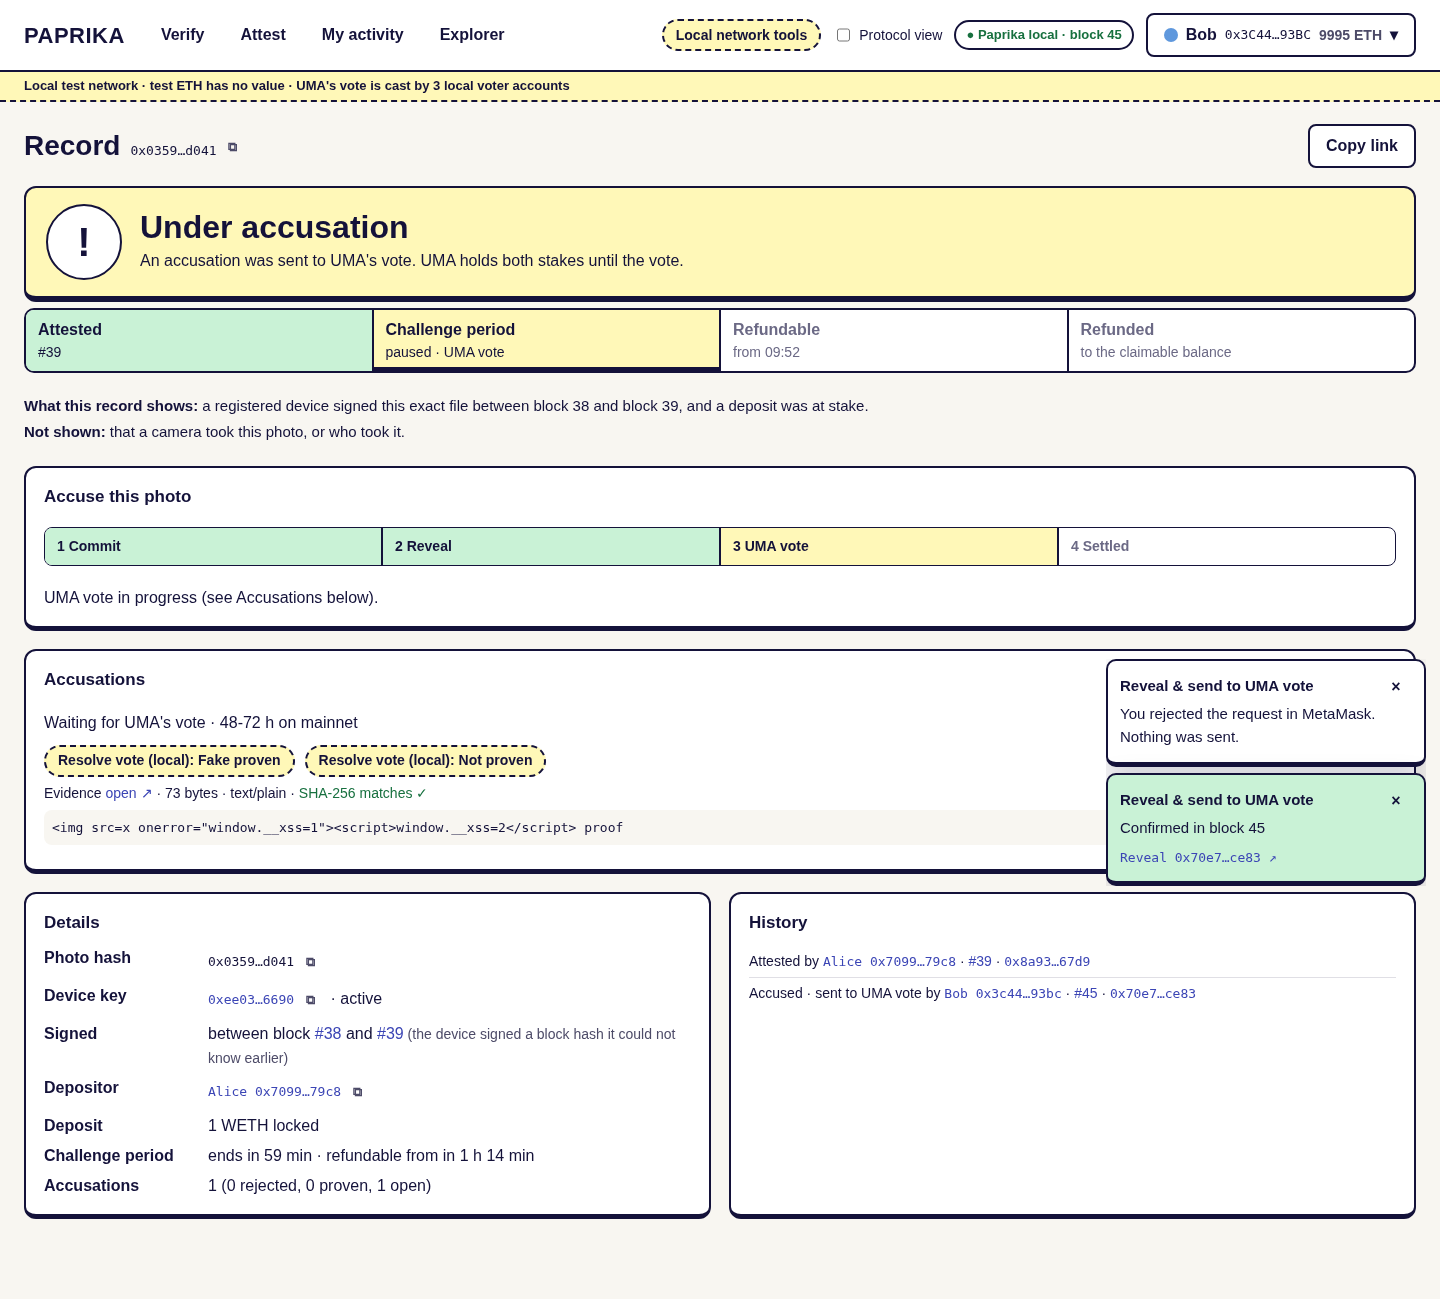 PAPRIKA Verify Attest My activity Explorer Local network tools Protocol view ● Paprika local · block 45 Bob 0x3C44…93BC 9995 ETH ▼
Local test network · test ETH has no value · UMA's vote is cast by 3 local voter accounts
Record 0x0359…d041 ⧉ Copy link
!
Under accusation
An accusation was sent to UMA's vote. UMA holds both stakes until the vote.
Attested Challenge period Refundable Refunded
#39 paused · UMA vote from 09:52 to the claimable balance
What this record shows: a registered device signed this exact file between block 38 and block 39, and a deposit was at stake.
Not shown: that a camera took this photo, or who took it.
Accuse this photo
1 Commit 2 Reveal 3 UMA vote 4 Settled
UMA vote in progress (see Accusations below).
Accusations
Waiting for UMA's vote · 48-72 h on mainnet
Resolve vote (local): Fake proven Resolve vote (local): Not proven
Evidence open ↗ · 73 bytes · text/plain · SHA-256 matches ✓
<img src=x onerror="window.__xss=1"><script>window.__xss=2</script> proof
Reveal & send to UMA vote ×
You rejected the request in MetaMask.
Nothing was sent.
Reveal & send to UMA vote ×
Confirmed in block 45
Reveal 0x70e7…ce83 ↗
Details
Photo hash 0x0359…d041 ⧉
Device key 0xee03…6690 ⧉ · active
Signed between block #38 and #39 (the device signed a block hash it could not
know earlier)
Depositor Alice 0x7099…79c8 ⧉
Deposit 1 WETH locked
Challenge period ends in 59 min · refundable from in 1 h 14 min
Accusations 1 (0 rejected, 0 proven, 1 open)
History
Attested by Alice 0x7099…79c8 · #39 · 0x8a93…67d9
Accused · sent to UMA vote by Bob 0x3c44…93bc · #45 · 0x70e7…ce83